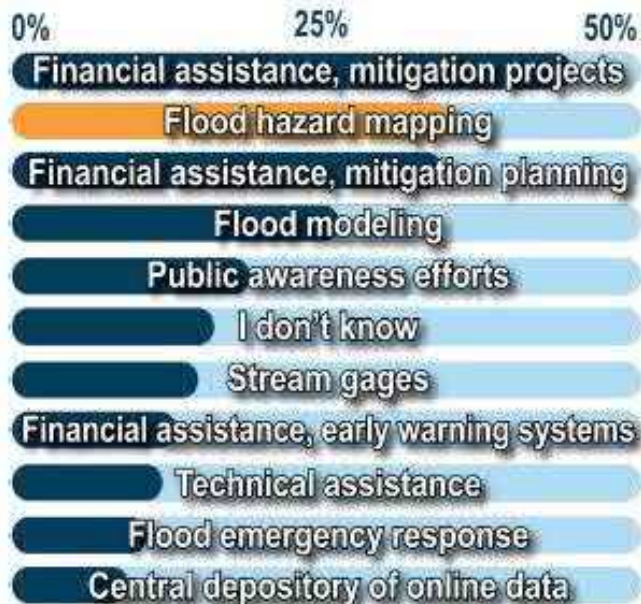 0% 25% 50%
Financial assistance, mitigation projects
Flood hazard mapping
Financial assistance, mitigation planning
Flood modeling
Public awareness efforts
I don't know
Stream gages
Financial assistance, early warning systems
Technical assistance
Flood emergency response
Central depository of online data